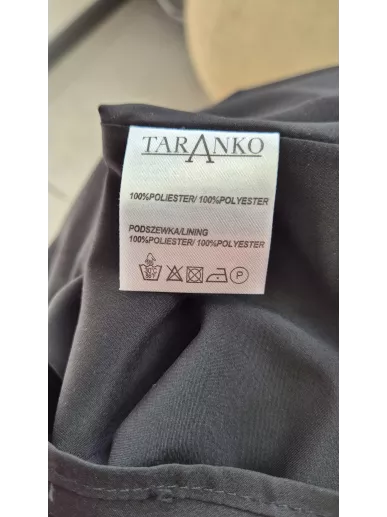 TARANKO
100%POLIESTER/ 100%POLYESTER
PODSZEWKA/LINING
100%POLIESTER/ 100%POLYESTER
P